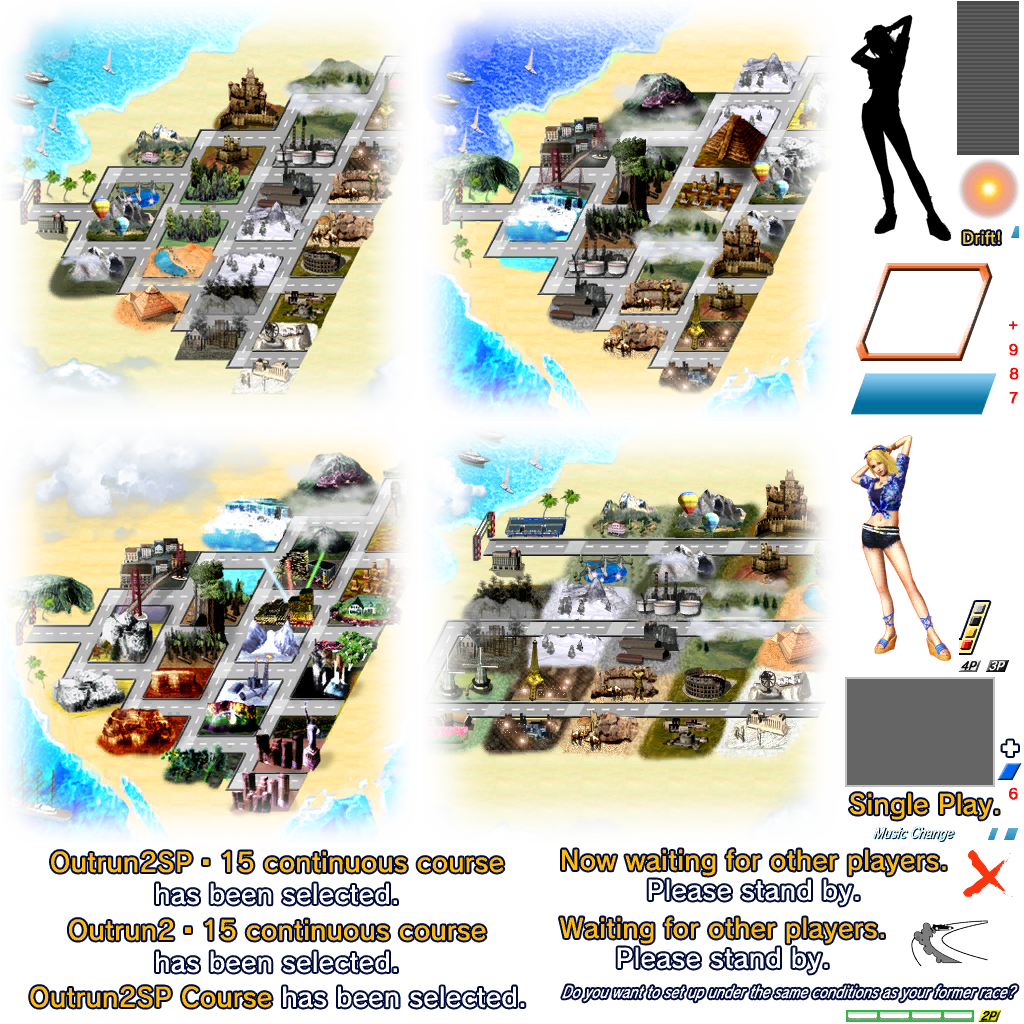 Drift!
+
9
8
7
4P 3P
6
Single Play.
Music Change
Outrun2SP・15 continuous course
has been selected.
Outrun2・15 continuous course
has been selected.
Outrun2SP Course has been selected.
Now waiting for other players.
Please stand by.
Waiting for other players.
Please stand by.
Do you want to set up under the same conditions as your former race?
2P